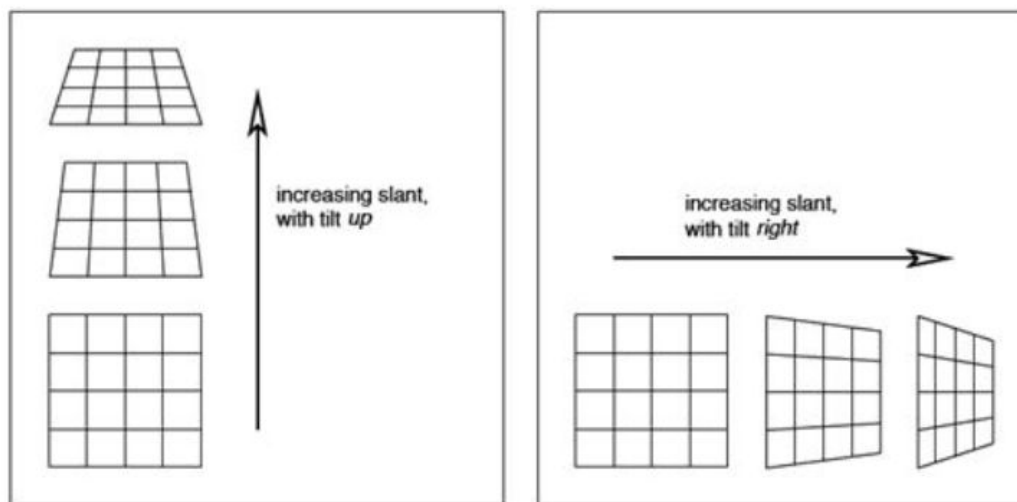 increasing slant,
with tilt up
increasing slant,
with tilt right